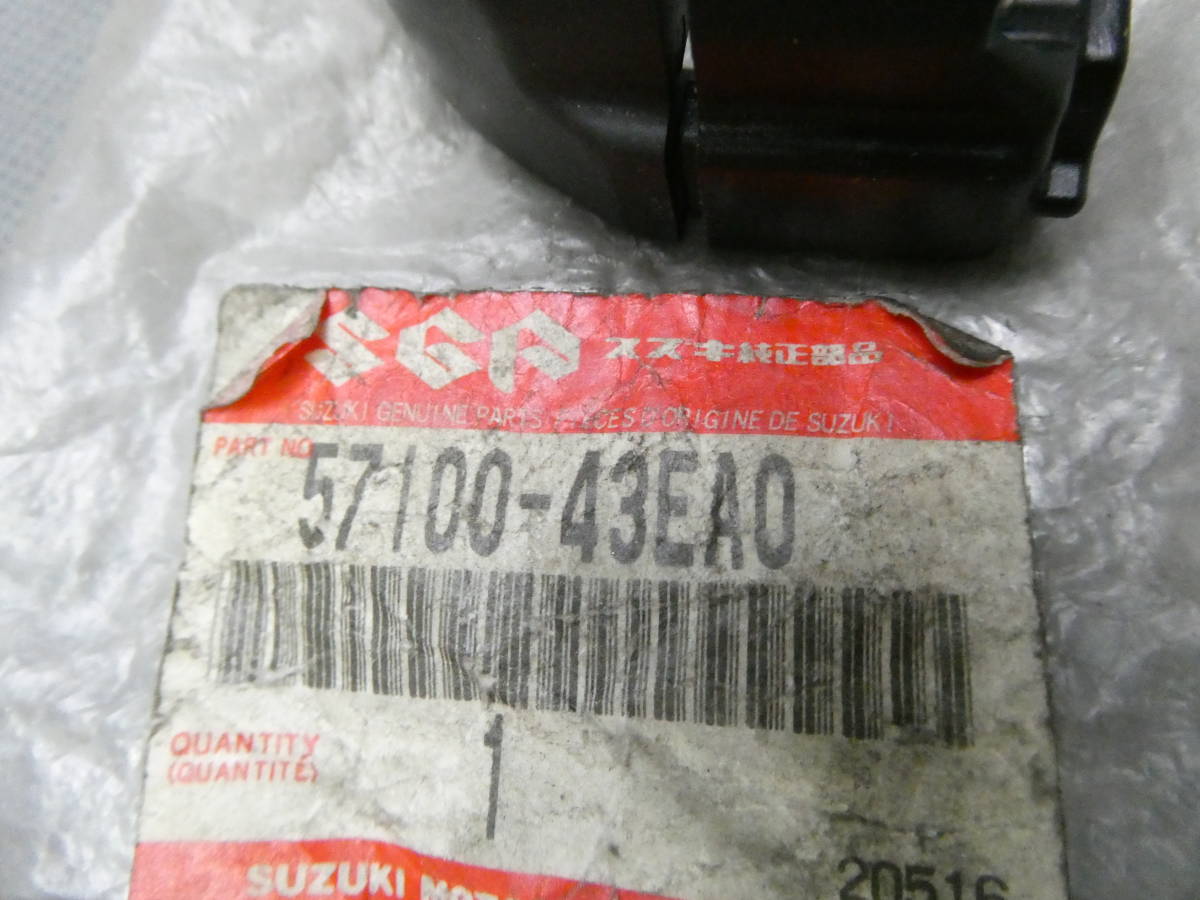 SGP スズキ純正部品
SUZUKI GENUINE PARTS PIECES D'ORIGINE DE SUZUKI
PART NO.
57100-43EA0
QUANTITY
(QUANTITÉ)
1
SUZUKI
20516